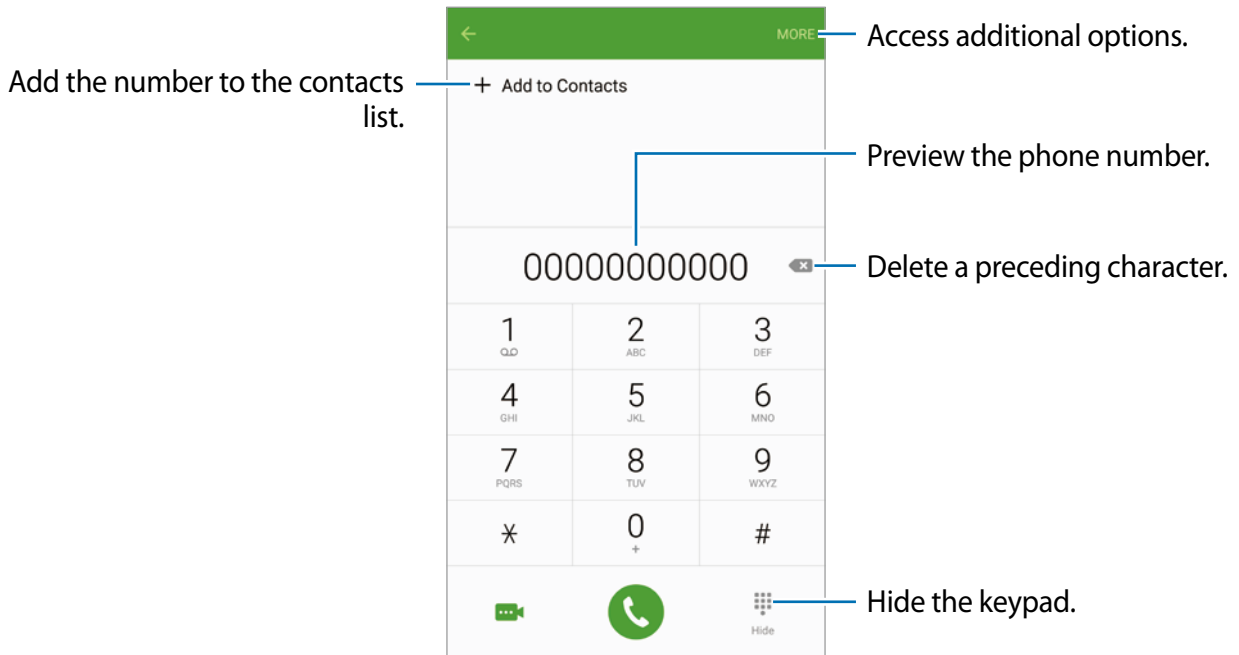 MORE
Access additional options.
Add the number to the contacts
list.
+ Add to Contacts
Preview the phone number.
00000000000
Delete a preceding character.
1 2 3
ABC DEF
4 5 6
GHI JKL MNO
7 8 9
PQRS TUV WXYZ
* 0 #
+
Hide the keypad.
Hide